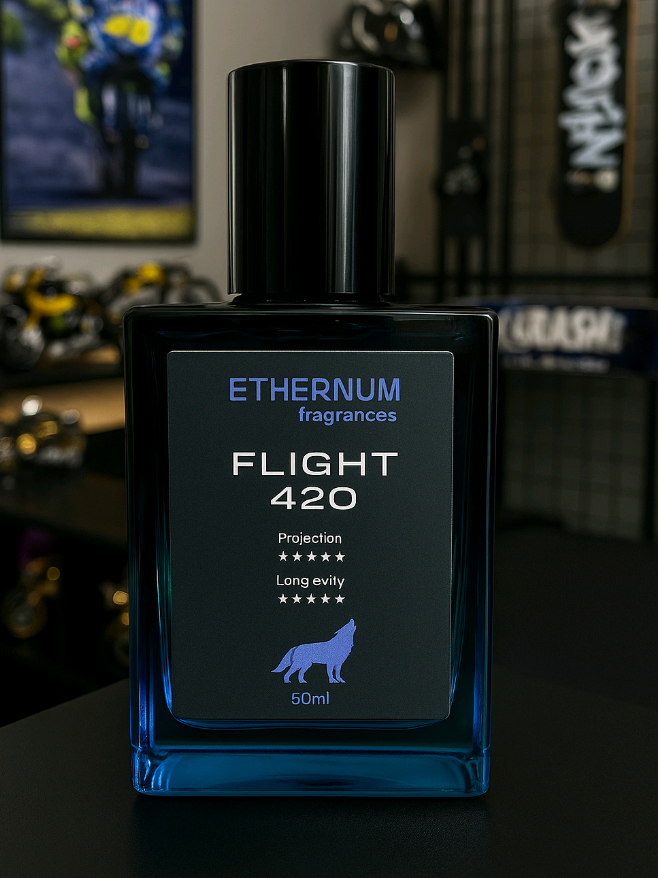 ETHERNUM
fragrances
FLIGHT
420
Projection
★★★★★
Long evity
★★★★★
50ml